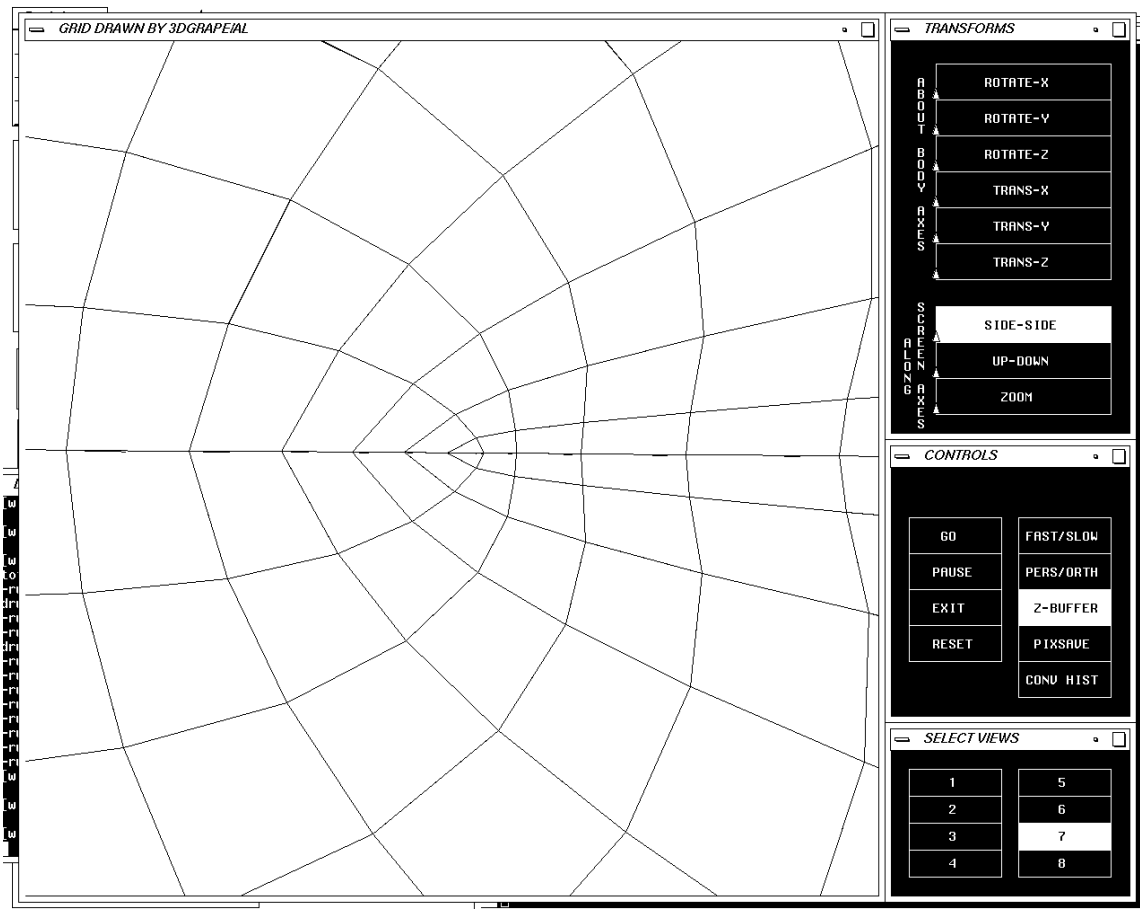 GRID DRAWN BY 3DGRAPE/AL
TRANSFORMS
ABOUT BODY AXES
ROTATE-X
ROTATE-Y
ROTATE-Z
TRANS-X
TRANS-Y
TRANS-Z
ALONG
SCREEN AXES
SIDE-SIDE
UP-DOWN
ZOOM
CONTROLS
GO
FAST/SLOW
PAUSE
PERS/ORTH
EXIT
Z-BUFFER
RESET
PIXSAVE
CONV HIST
SELECT VIEWS
1
5
2
6
3
7
4
8